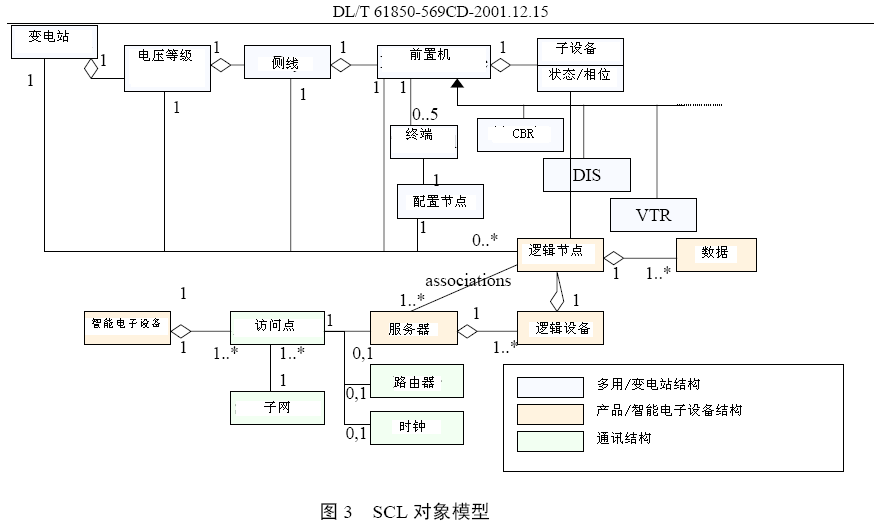 DL/T 61850-569CD-2001.12.15
变电站
电压等级
侧线
前置机
子设备
状态/相位
1
1
1
1
1
1
1
1
1
1
0..5
终端
CBR
DIS
VTR
1
配置节点
1
0..*
逻辑节点
1
1..*
数据
associations
1
1..*
1
1
智能电子设备
1
1..*
访问点
1..*
1
0,1
服务器
1..*
逻辑设备
1
子网
0,1
路由器
0,1
时钟
多用/变电站结构
产品/智能电子设备结构
通讯结构
图 3 SCL 对象模型